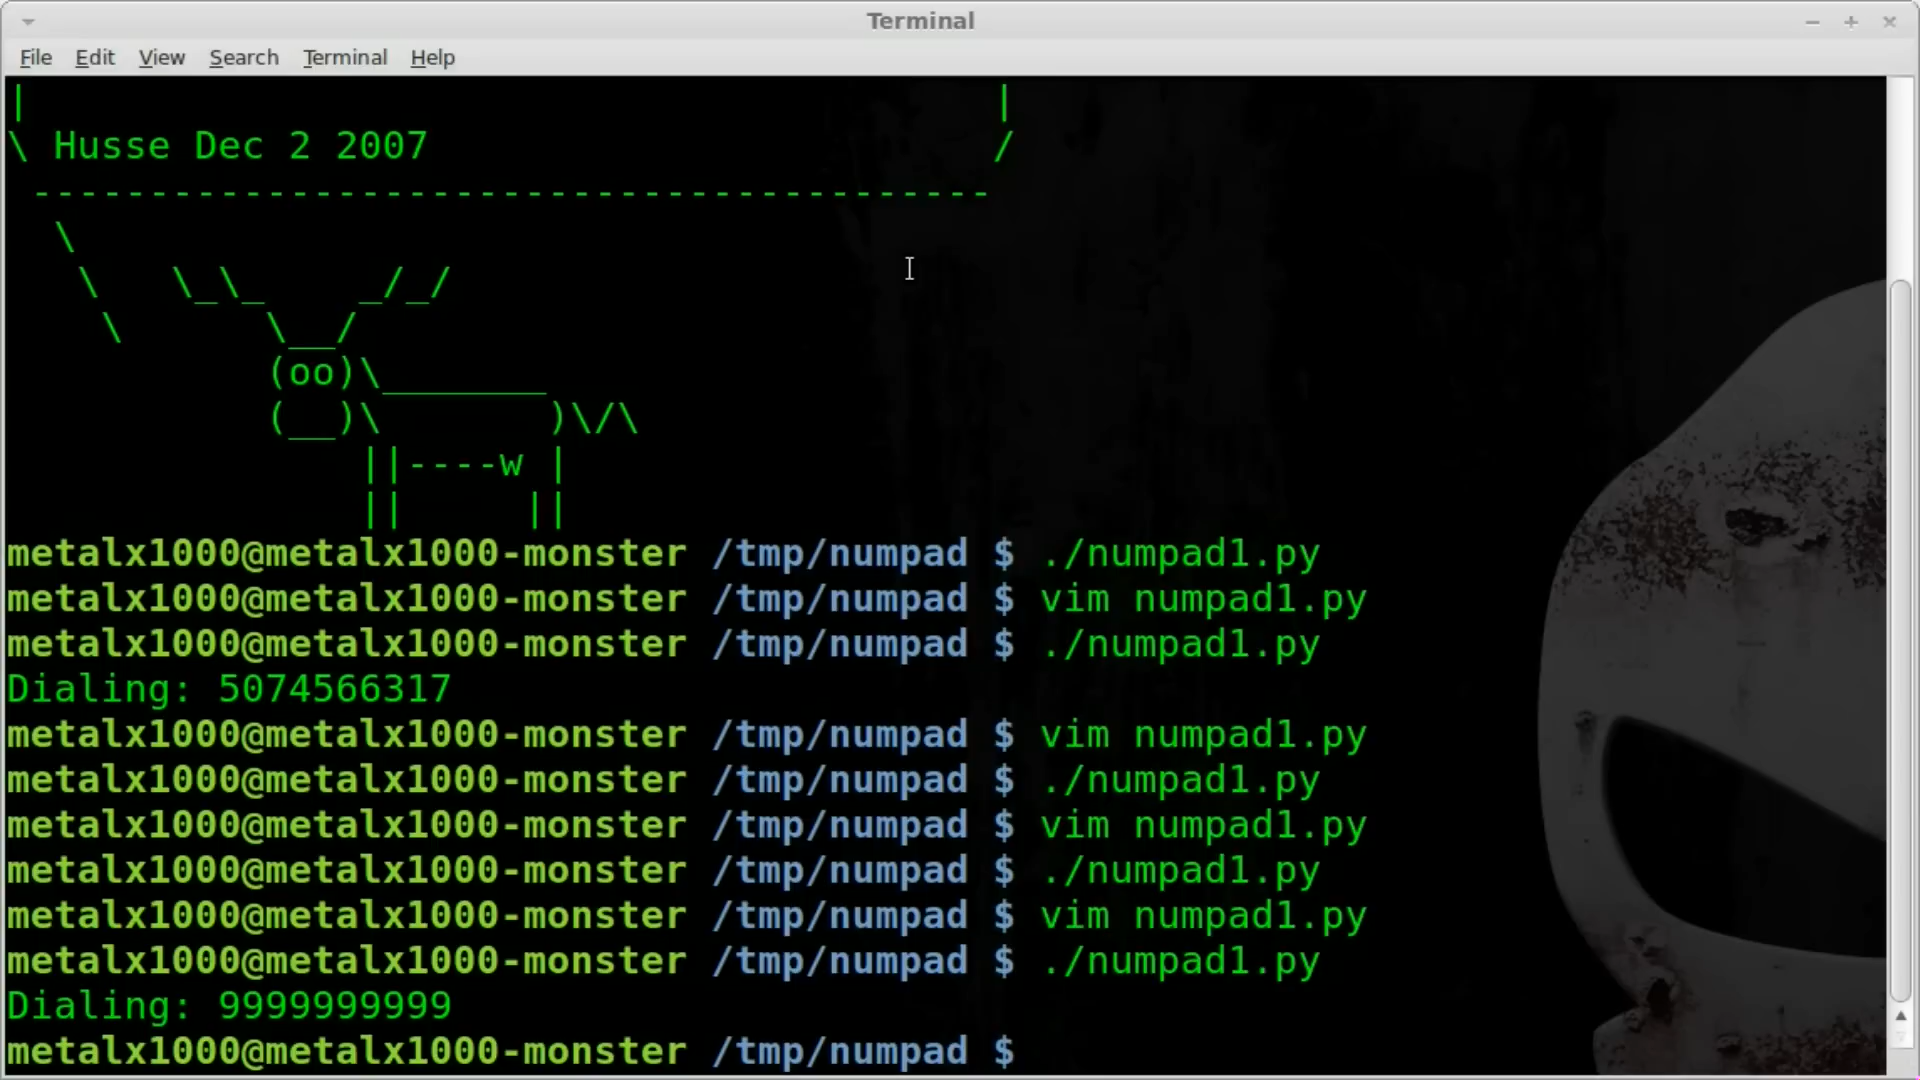 Terminal
File Edit View Search Terminal Help
|                                          |
\ Husse Dec 2 2007                         /
 -----------------------------------------
  \
   \   \_\_    _/_/
    \      \__/
           (oo)\_______
           (__)\       )\/\
               ||----w |
               ||     ||
metalx1000@metalx1000-monster /tmp/numpad $ ./numpad1.py
metalx1000@metalx1000-monster /tmp/numpad $ vim numpad1.py
metalx1000@metalx1000-monster /tmp/numpad $ ./numpad1.py
Dialing: 5074566317
metalx1000@metalx1000-monster /tmp/numpad $ vim numpad1.py
metalx1000@metalx1000-monster /tmp/numpad $ ./numpad1.py
metalx1000@metalx1000-monster /tmp/numpad $ vim numpad1.py
metalx1000@metalx1000-monster /tmp/numpad $ ./numpad1.py
metalx1000@metalx1000-monster /tmp/numpad $ vim numpad1.py
metalx1000@metalx1000-monster /tmp/numpad $ ./numpad1.py
Dialing: 9999999999
metalx1000@metalx1000-monster /tmp/numpad $